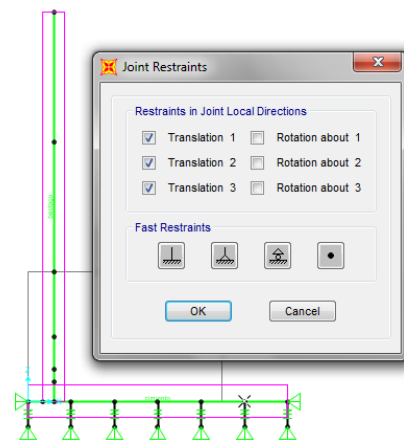 Joint Restraints
Restraints in Joint Local Directions
Translation 1
Rotation about 1
Translation 2
Rotation about 2
Translation 3
Rotation about 3
Fast Restraints
OK
Cancel